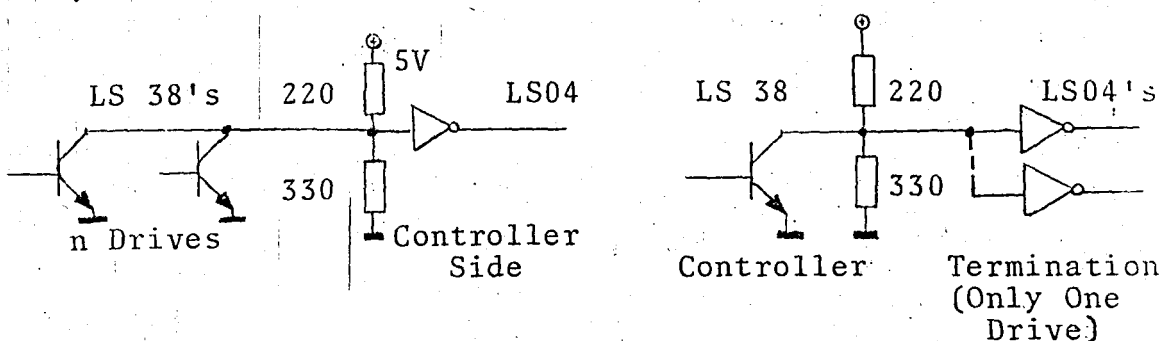 5V
LS 38's
220
LS04
330
n Drives
Controller
Side
LS 38
220
LS04's
330
Controller
Termination
(Only One
Drive)